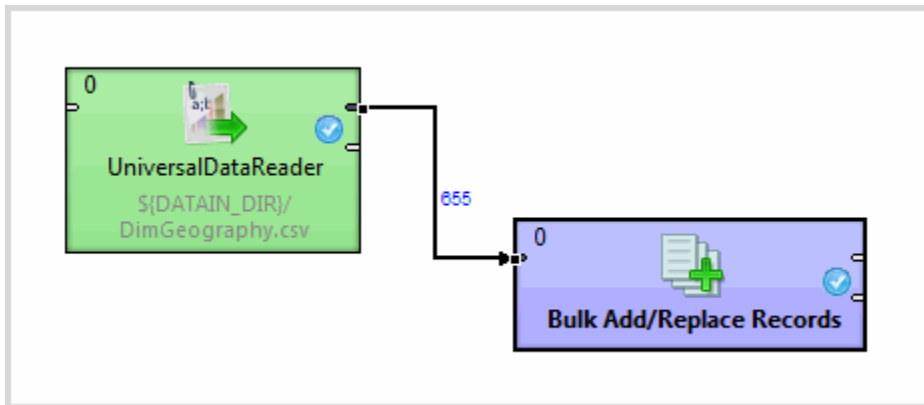 0
a;b
UniversalDataReader
${DATAIN_DIR}/
DimGeography.csv
655
0
Bulk Add/Replace Records